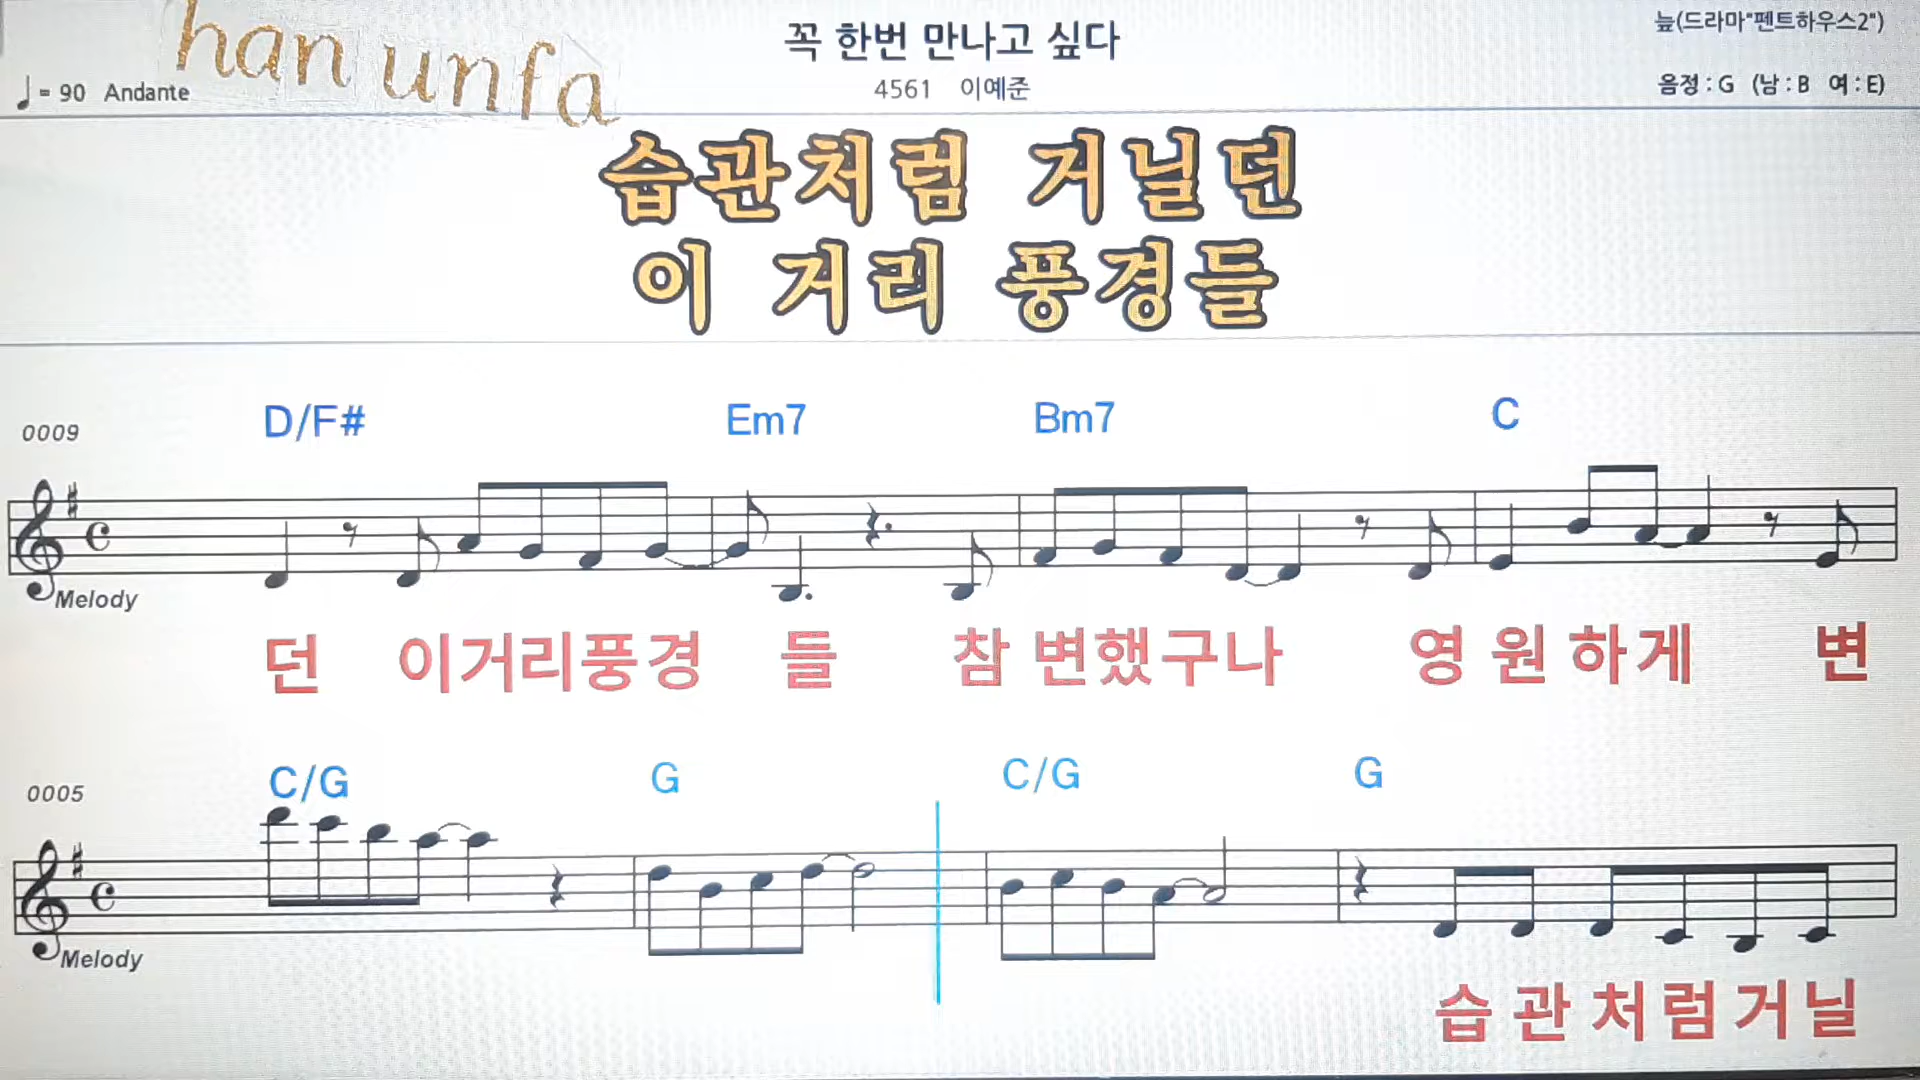 han unfa
꼭 한번 만나고 싶다
늪(드라마"펜트하우스2")
= 90 Andante
4561 이예준
음정 : G (남 : B 여 : E)
습관처럼 거닐던
이 거리 풍경들
0009 D/F# Em7 Bm7 C
Melody
던 이거리풍경 들 참 변했구나 영 원 하게 변
0005 C/G G C/G G
Melody
습 관 처 럼 거 닐